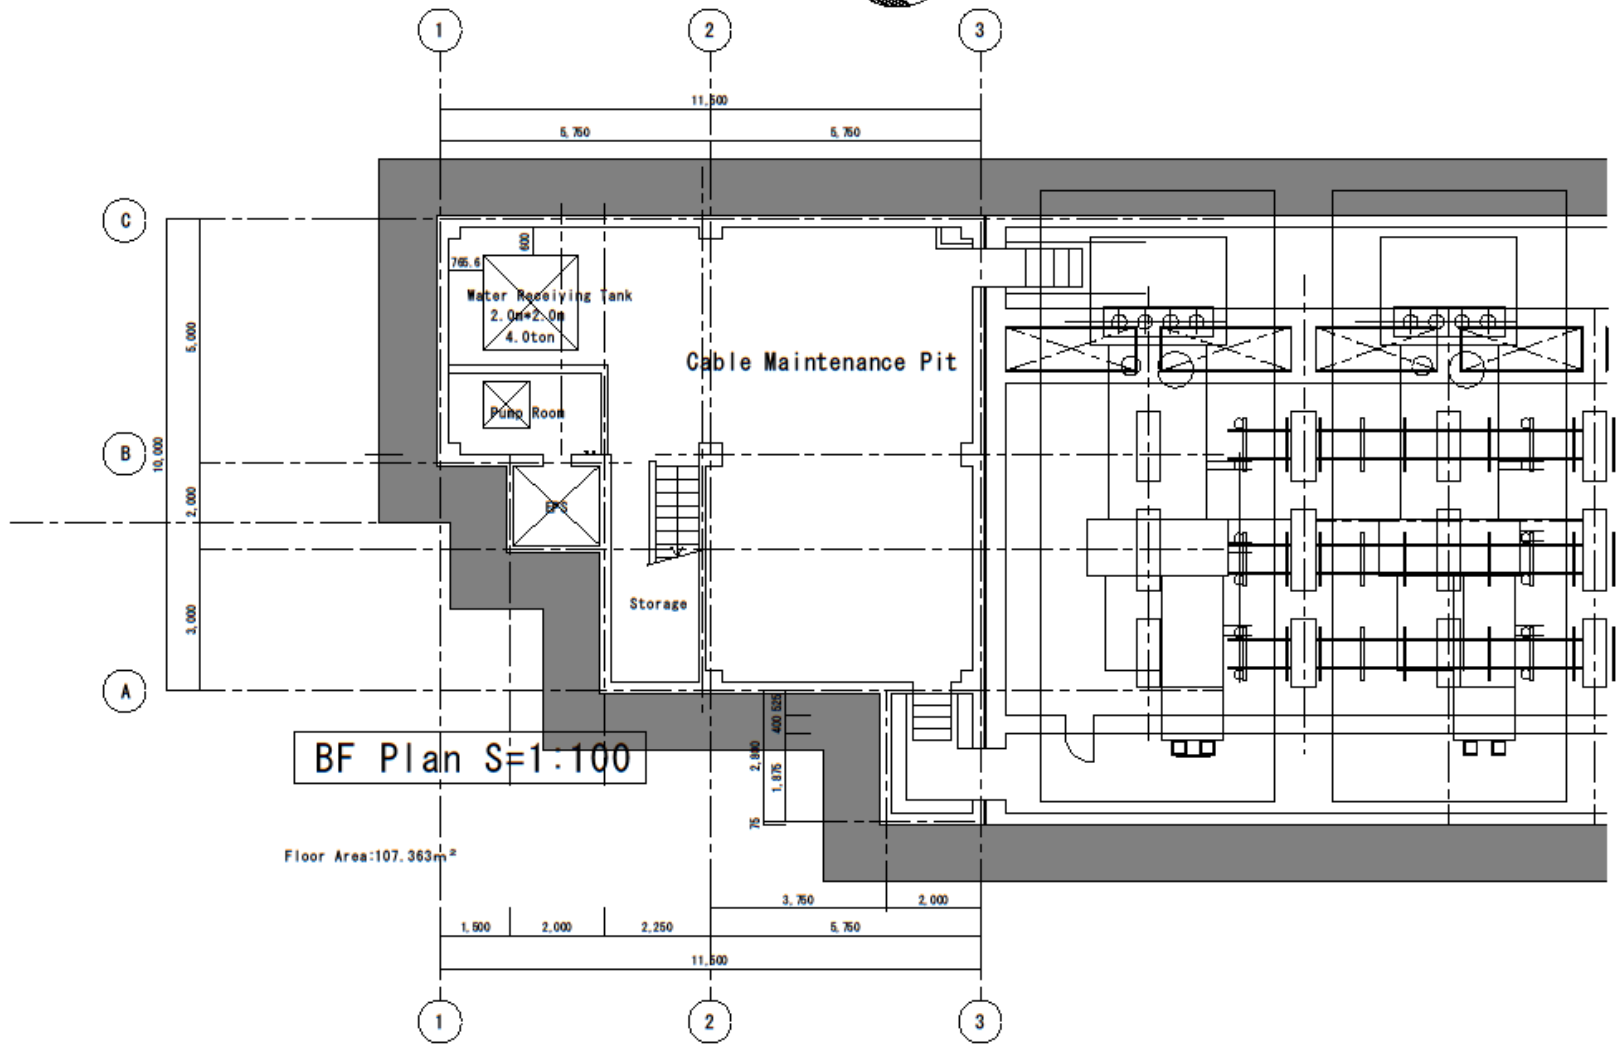 1
2
3
11,500
5,750
5,750
C
600
765.6
Water Receiving Tank
2.0m*2.0m
4.0ton
5,000
Cable Maintenance Pit
Pump Room
B
10,000
2,000
EPS
3,000
Storage
A
525
400
2,800
1,875
75
BF Plan S=1:100
Floor Area:107.363m²
3,750
2,000
1,500
2,000
2,250
5,750
11,500
1
2
3